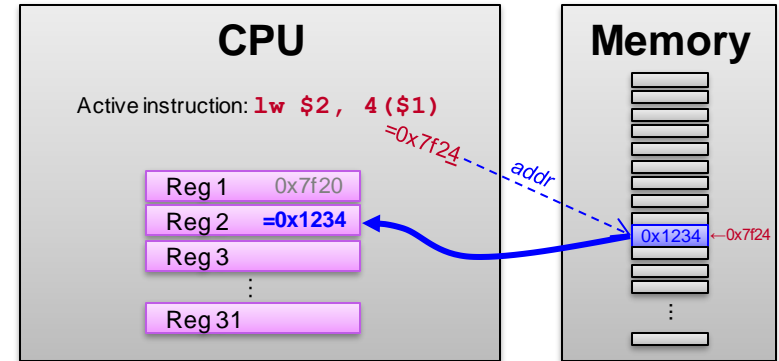 CPU
Active instruction: lw $2, 4($1)
=0x7f24
Reg 1 0x7f20
Reg 2 =0x1234
Reg 3
⋮
Reg 31
addr
Memory
0x1234 ←0x7f24
⋮